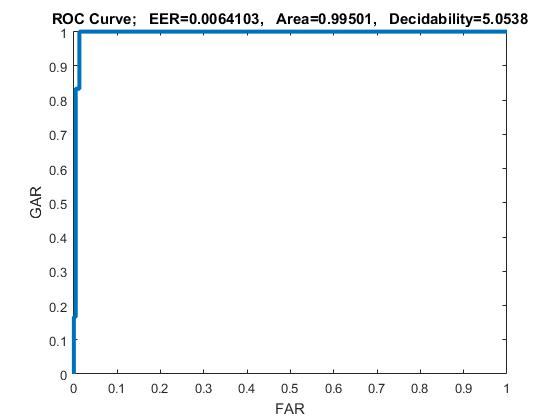 ROC Curve; EER=0.0064103, Area=0.99501, Decidability=5.0538
1
0.9
0.8
0.7
0.6
0.5
0.4
0.3
0.2
0.1
0
GAR
0 0.1 0.2 0.3 0.4 0.5 0.6 0.7 0.8 0.9 1
FAR